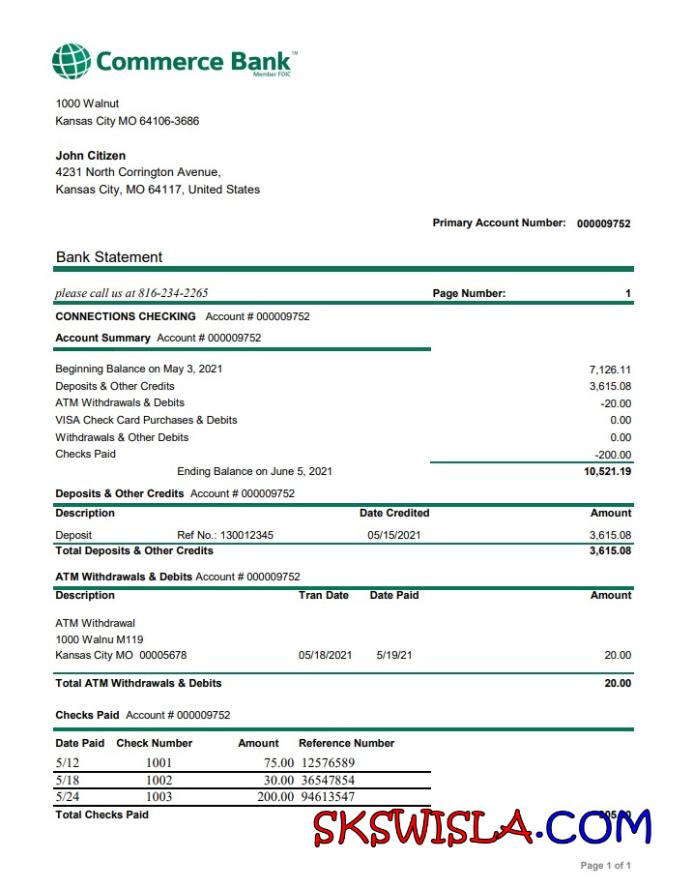 Commerce Bank™
Member FDIC
1000 Walnut
Kansas City MO 64106-3686
John Citizen
4231 North Corrington Avenue,
Kansas City, MO 64117, United States
Primary Account Number: 000009752
Bank Statement
please call us at 816-234-2265 Page Number: 1
CONNECTIONS CHECKING Account # 000009752
Account Summary Account # 000009752
Beginning Balance on May 3, 2021 7,126.11
Deposits & Other Credits 3,615.08
ATM Withdrawals & Debits -20.00
VISA Check Card Purchases & Debits 0.00
Withdrawals & Other Debits 0.00
Checks Paid -200.00
Ending Balance on June 5, 2021 10,521.19
Deposits & Other Credits Account # 000009752
Description Date Credited Amount
Deposit Ref No.: 130012345 05/15/2021 3,615.08
Total Deposits & Other Credits 3,615.08
ATM Withdrawals & Debits Account # 000009752
Description Tran Date Date Paid Amount
ATM Withdrawal
1000 Walnu M119
Kansas City MO 00005678 05/18/2021 5/19/21 20.00
Total ATM Withdrawals & Debits 20.00
Checks Paid Account # 000009752
Date Paid Check Number Amount Reference Number
5/12 1001 75.00 12576589
5/18 1002 30.00 36547854
5/24 1003 200.00 94613547
Total Checks Paid
SKSWISLA.COM
Page 1 of 1